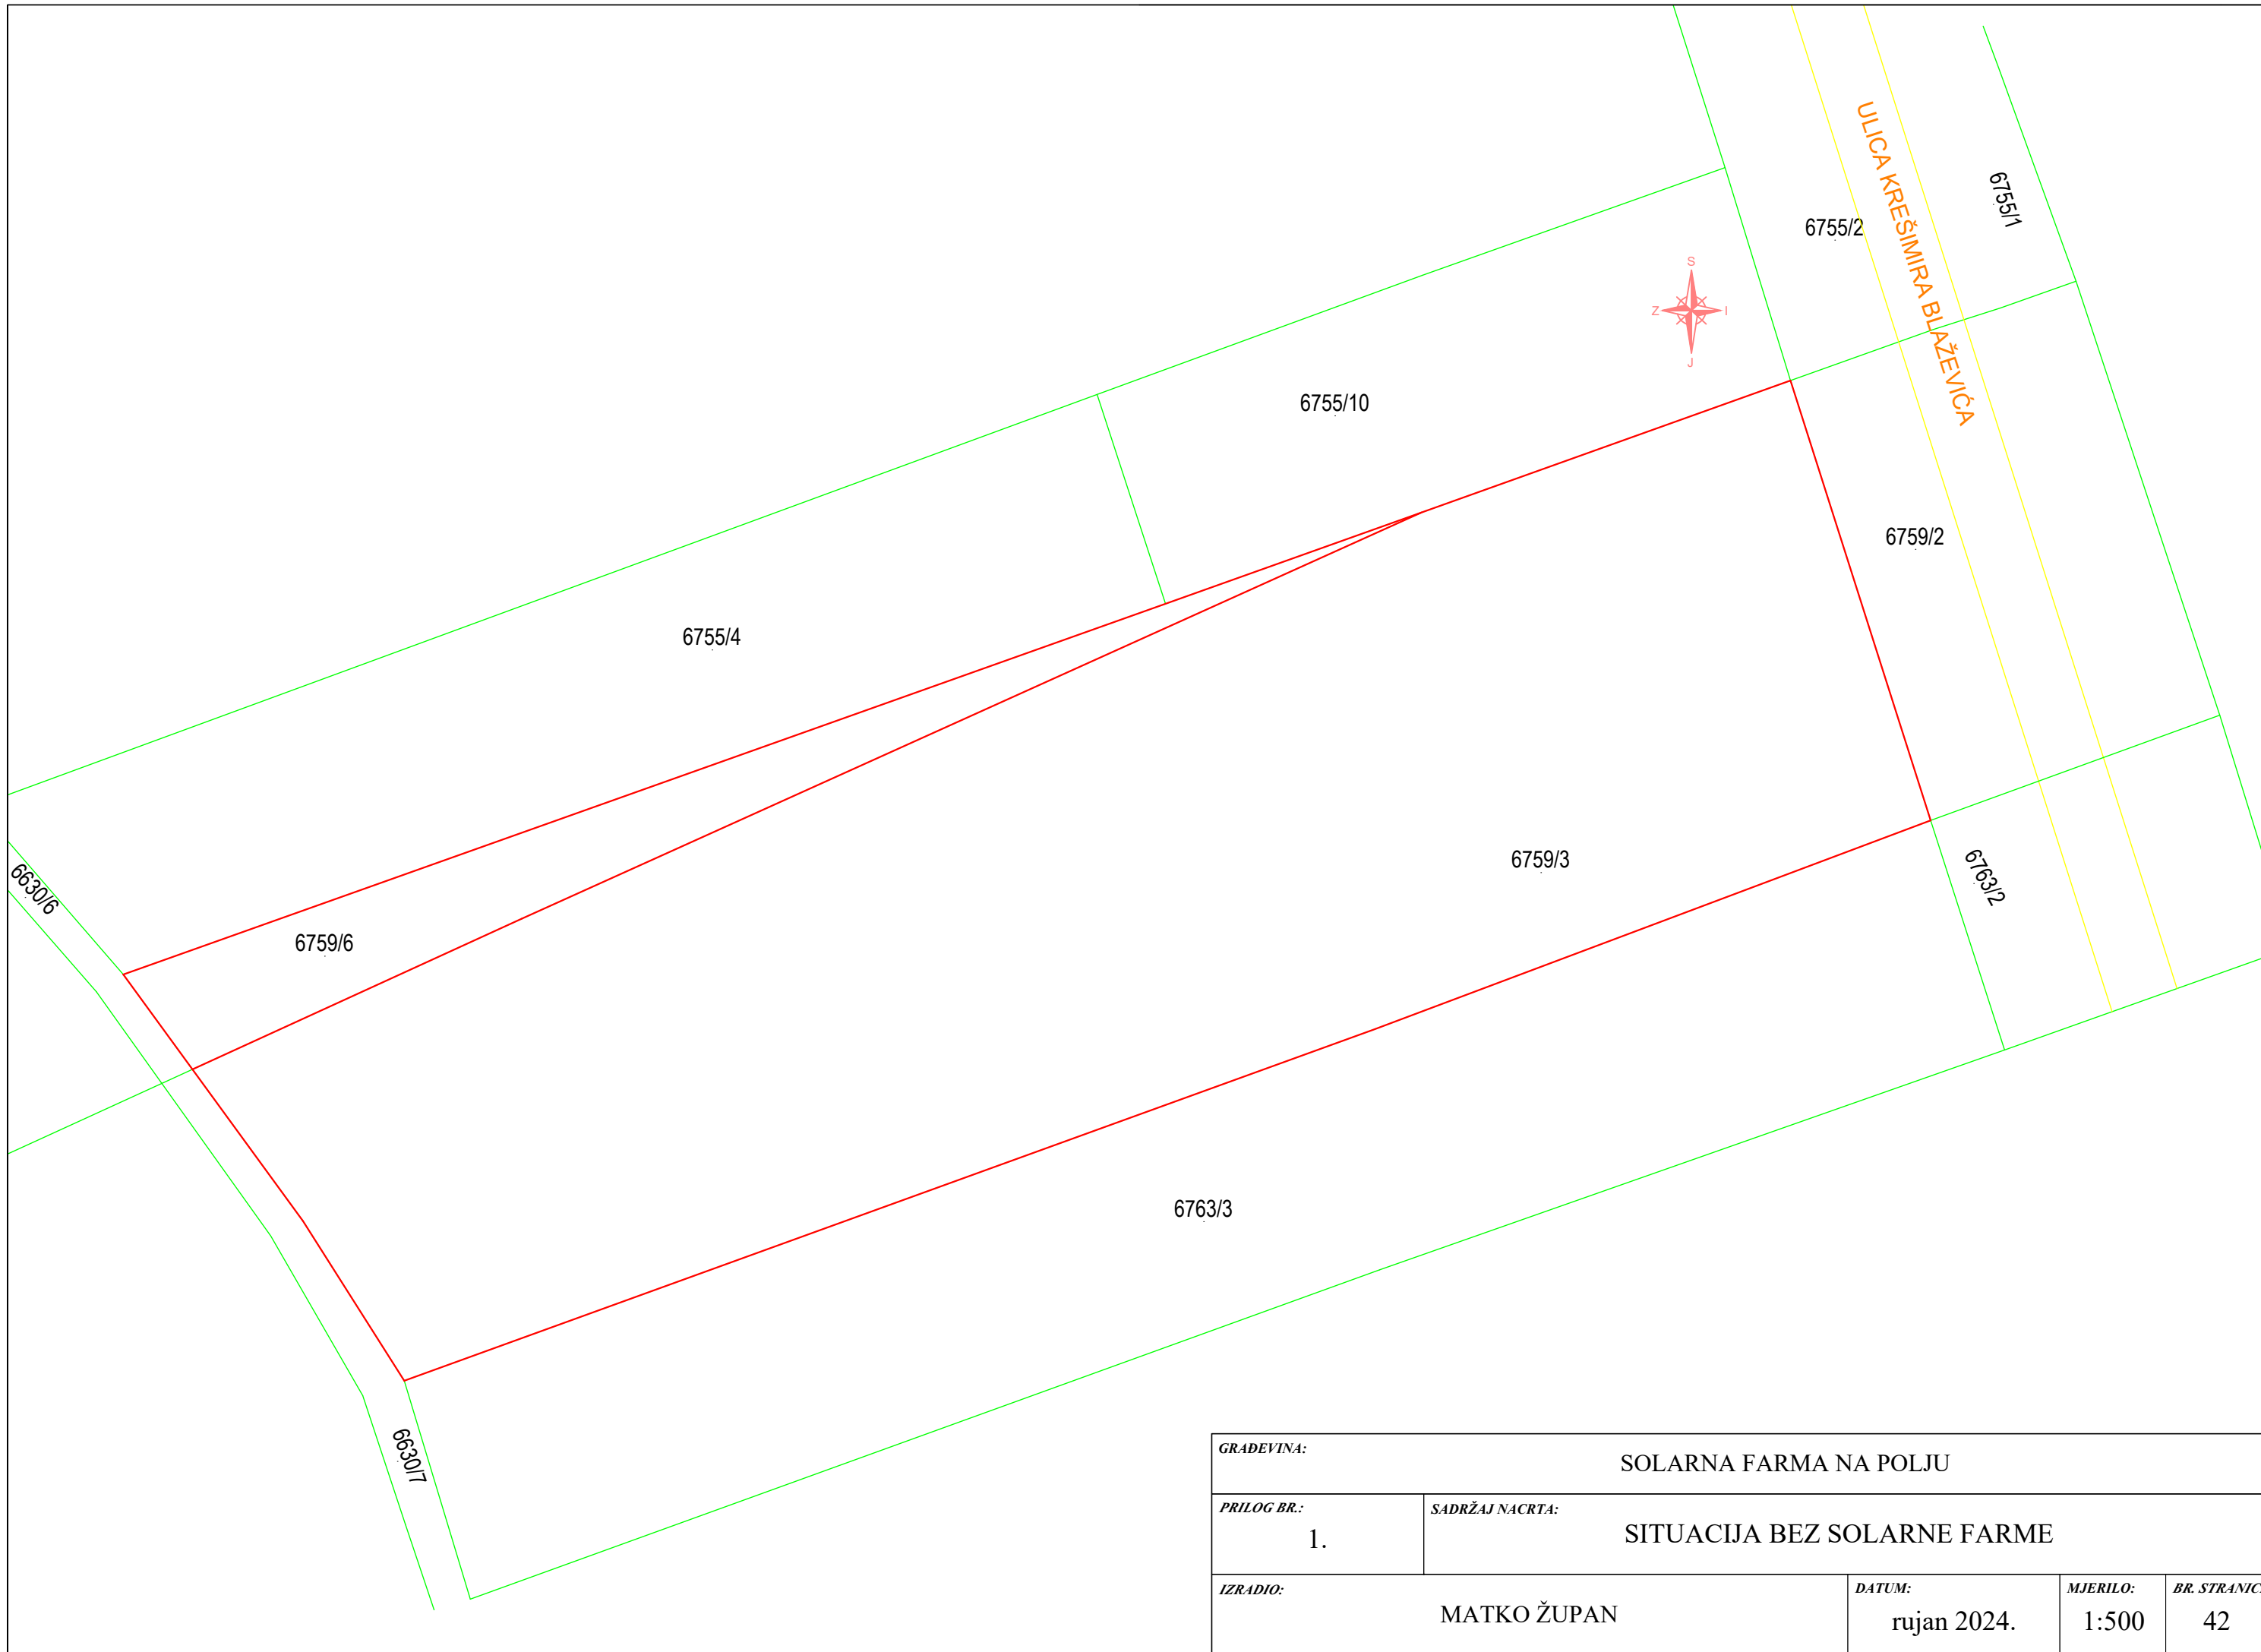 ULICA KREŠIMIRA BLAŽEVIĆA
6755/1
6755/2
S
Z
I
J
6755/10
6759/2
6755/4
6759/3
6763/2
6630/6
6759/6
6763/3
6630/7
GRAĐEVINA:
SOLARNA FARMA NA POLJU
PRILOG BR.:
1.
SADRŽAJ NACRTA:
SITUACIJA BEZ SOLARNE FARME
IZRADIO:
MATKO ŽUPAN
DATUM:
rujan 2024.
MJERILO:
1:500
BR. STRANIC
42